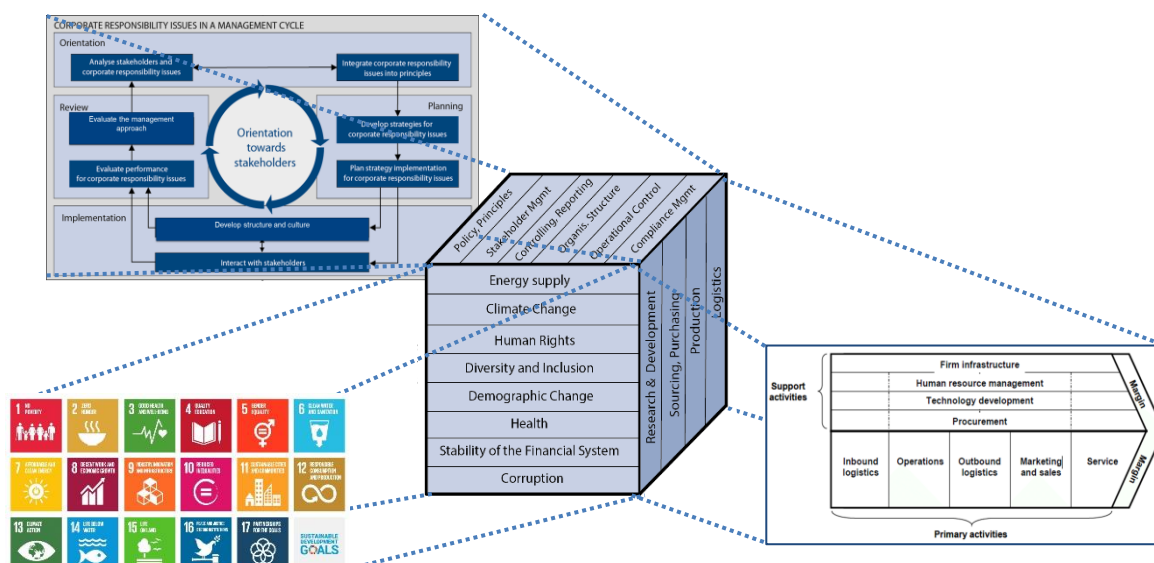 CORPORATE RESPONSIBILITY ISSUES IN A MANAGEMENT CYCLE
Orientation
Analyse stakeholders and
corporate responsibility issues
Integrate corporate responsibility
issues into principles
Review
Evaluate the management
approach
Evaluate performance
for corporate responsibility issues
Orientation
towards
stakeholders
Planning
Develop strategies for
corporate responsibility issues
Plan strategy implementation
for corporate responsibility issues
Implementation
Develop structure and culture
Interact with stakeholders
Policy, Principles
Stakeholder Mgmt
Controlling, Reporting
Organis. Structure
Operational Control
Compliance Mgmt
Energy supply
Climate Change
Human Rights
Diversity and Inclusion
Demographic Change
Health
Stability of the Financial System
Corruption
Research & Development
Sourcing, Purchasing
Production
Logistics
1 NO
POVERTY
2 ZERO
HUNGER
3 GOOD HEALTH
AND WELL-BEING
4 QUALITY
EDUCATION
5 GENDER
EQUALITY
6 CLEAN WATER
AND SANITATION
7 AFFORDABLE AND
CLEAN ENERGY
8 DECENT WORK AND
ECONOMIC GROWTH
9 INDUSTRY, INNOVATION
AND INFRASTRUCTURE
10 REDUCED
INEQUALITIES
11 SUSTAINABLE CITIES
AND COMMUNITIES
12 RESPONSIBLE
CONSUMPTION
AND PRODUCTION
13 CLIMATE
ACTION
14 LIFE BELOW
WATER
15 LIFE
ON LAND
16
17 PARTNERSHIPS
FOR THE GOALS
SUSTAINABLE
DEVELOPMENT
GOALS
Support
activities
Firm infrastructure
Human resource management
Technology development
Procurement
Margin
Inbound
logistics
Operations
Outbound
logistics
Marketing
and sales
Service
Margin
Primary activities